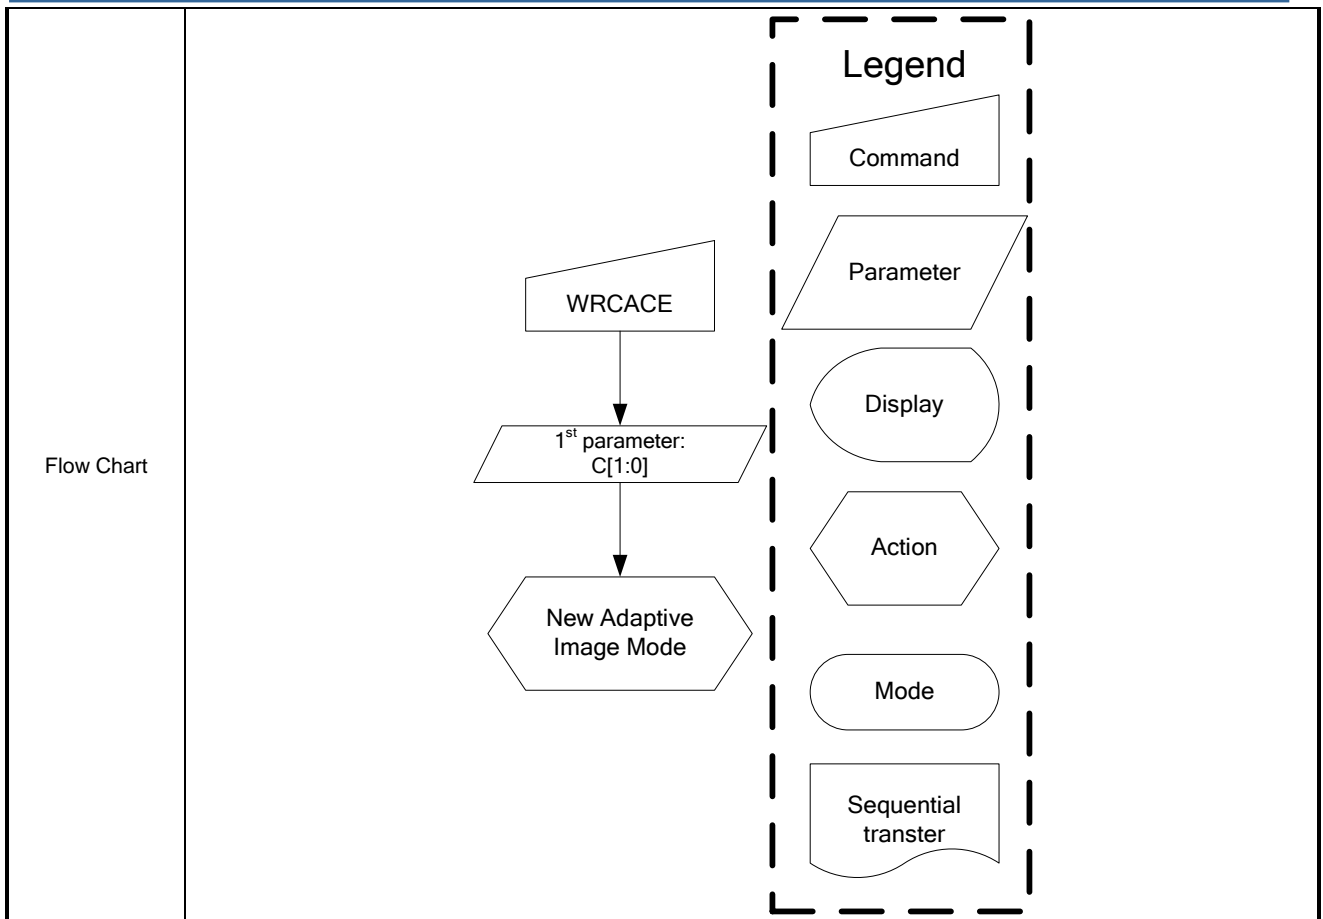 Flow Chart
WRCACE
1st parameter:
C[1:0]
New Adaptive
Image Mode
Legend
Command
Parameter
Display
Action
Mode
Sequential
transter